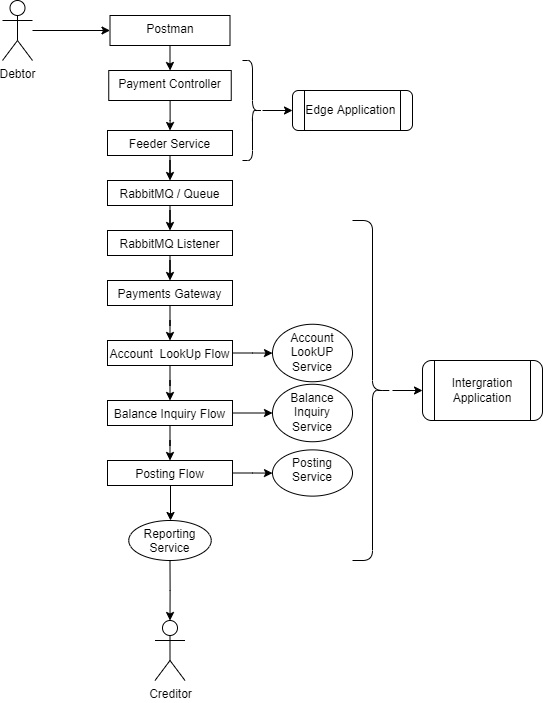 Debtor
Postman
Payment Controller
Edge Application
Feeder Service
RabbitMQ / Queue
RabbitMQ Listener
Payments Gateway
Account LookUp Flow
Account
LookUP
Service
Balance Inquiry Flow
Balance
Inquiry
Service
Intergration
Application
Posting Flow
Posting
Service
Reporting
Service
Creditor